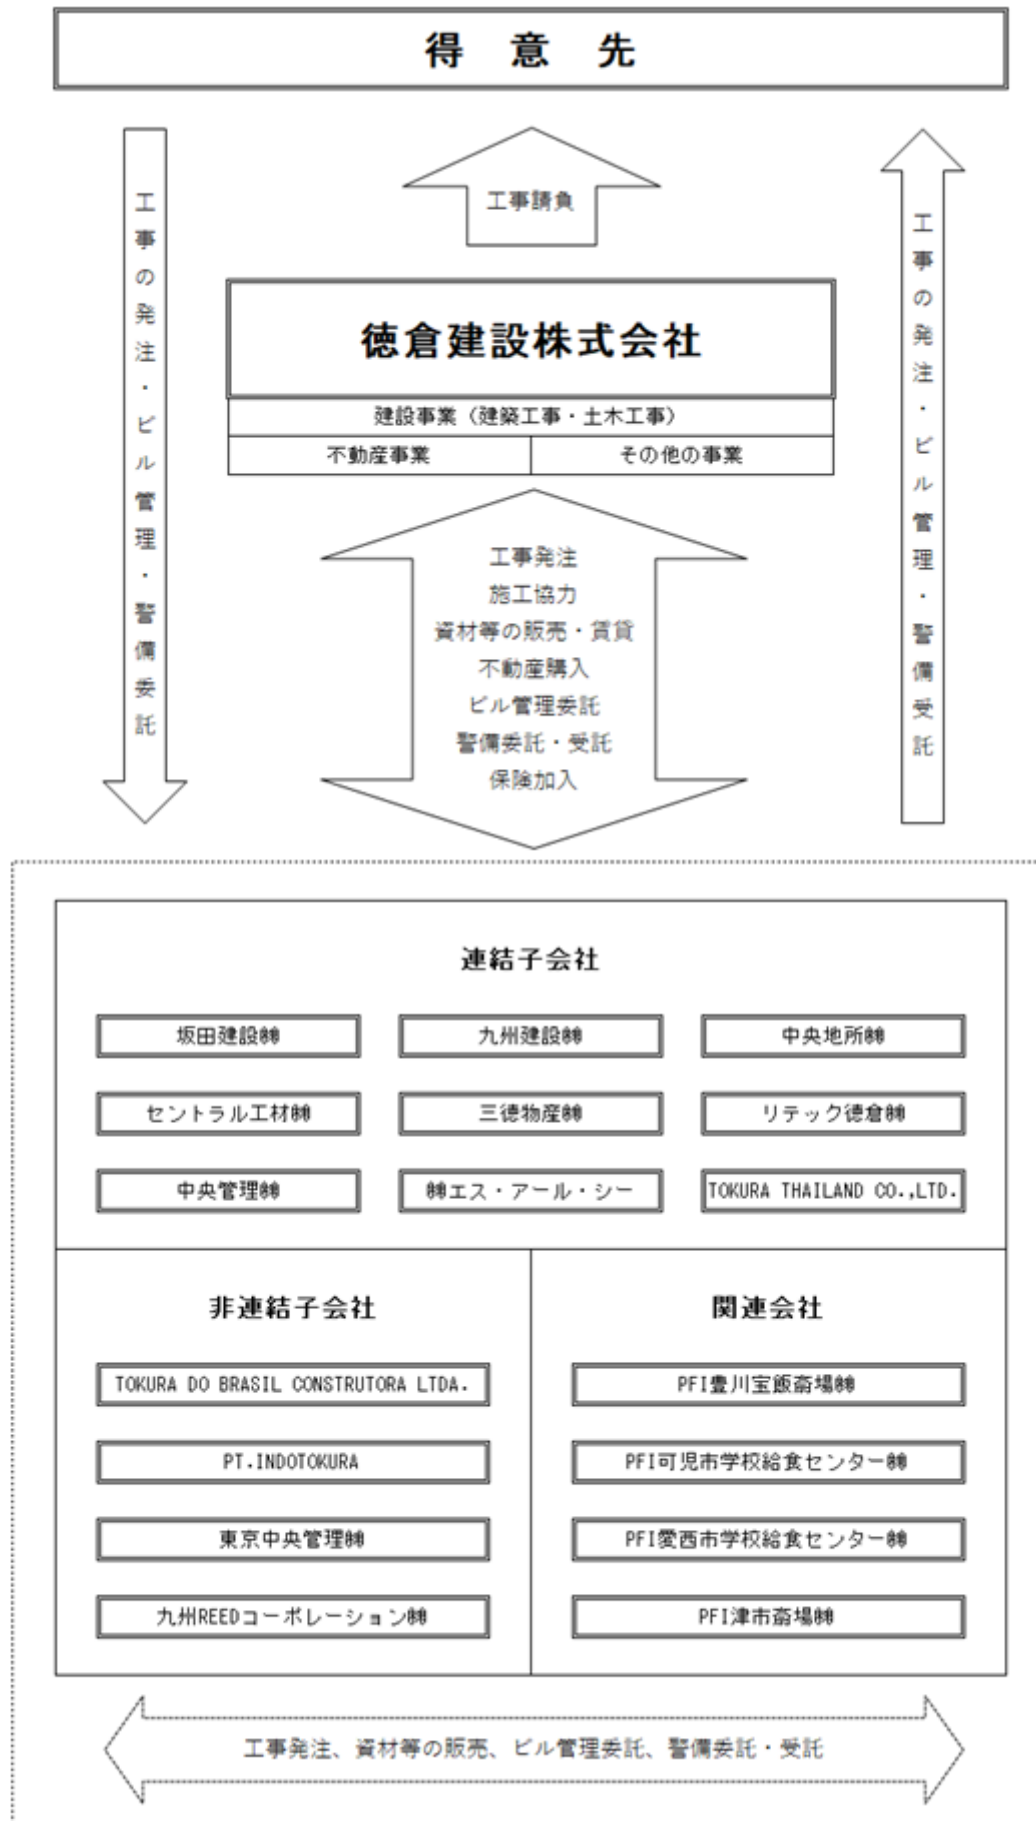 得意先
工事の発注・ビル管理・警備委託
工事請負
工事の発注・ビル管理・警備受託
徳倉建設株式会社
建設事業（建築工事・土木工事）
不動産事業
その他の事業
工事発注
施工協力
資材等の販売・賃貸
不動産購入
ビル管理委託
警備委託・受託
保険加入
連結子会社
坂田建設㈱
九州建設㈱
中央地所㈱
セントラル工材㈱
三徳物産㈱
リテック徳倉㈱
中央管理㈱
㈱エス・アール・シー
TOKURA THAILAND CO.,LTD.
非連結子会社
関連会社
TOKURA DO BRASIL CONSTRUTORA LTDA.
PFI豊川宝飯斎場㈱
PT.INDOTOKURA
PFI可児市学校給食センター㈱
東京中央管理㈱
PFI愛西市学校給食センター㈱
九州REEDコーポレーション㈱
PFI津市斎場㈱
工事発注、資材等の販売、ビル管理委託、警備委託・受託